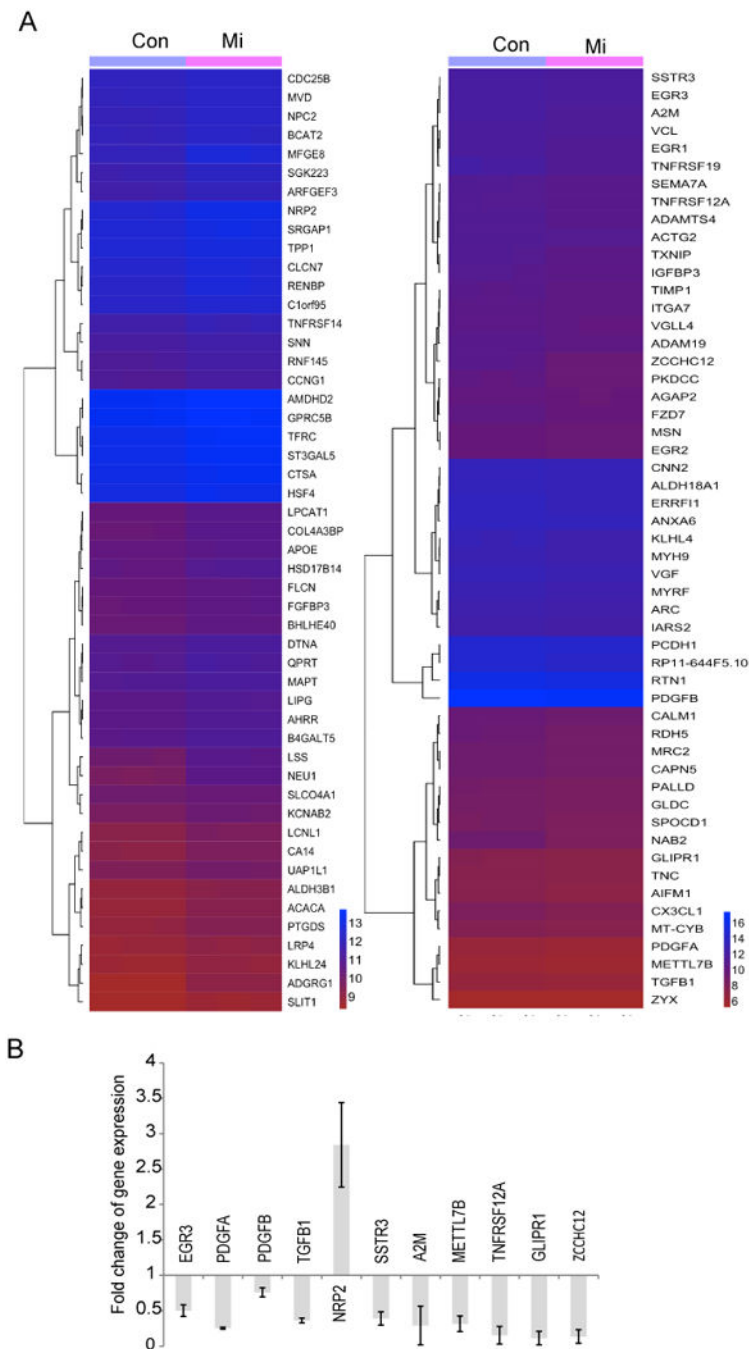 A
Con Mi
CDC25B
MVD
NPC2
BCAT2
MFGE8
SGK223
ARFGEF3
NRP2
SRGAP1
TPP1
CLCN7
RENBP
C1orf95
TNFRSF14
SNN
RNF145
CCNG1
AMDHD2
GPRC5B
TFRC
ST3GAL5
CTSA
HSF4
LPCAT1
COL4A3BP
APOE
HSD17B14
FLCN
FGFBP3
BHLHE40
DTNA
QPRT
MAPT
LIPG
AHRR
B4GALT5
LSS
NEU1
SLCO4A1
KCNAB2
LCNL1
CA14
UAP1L1
ALDH3B1
ACACA
PTGDS
LRP4
KLHL24
ADGRG1
SLIT1
13
12
11
10
9
Con Mi
SSTR3
EGR3
A2M
VCL
EGR1
TNFRSF19
SEMA7A
TNFRSF12A
ADAMTS4
ACTG2
TXNIP
IGFBP3
TIMP1
ITGA7
VGLL4
ADAM19
ZCCHC12
PKDCC
AGAP2
FZD7
MSN
EGR2
CNN2
ALDH18A1
ERRFI1
ANXA6
KLHL4
MYH9
VGF
MYRF
ARC
IARS2
PCDH1
RP11-644F5.10
RTN1
PDGFB
CALM1
RDH5
MRC2
CAPN5
PALLD
GLDC
SPOCD1
NAB2
GLIPR1
TNC
AIFM1
CX3CL1
MT-CYB
PDGFA
METTL7B
TGFB1
ZYX
16
14
12
10
8
6
B
Fold change of gene expression
4
3.5
3
2.5
2
1.5
1
0.5
0
EGR3
PDGFA
PDGFB
TGFB1
NRP2
SSTR3
A2M
METTL7B
TNFRSF12A
GLIPR1
ZCCHC12